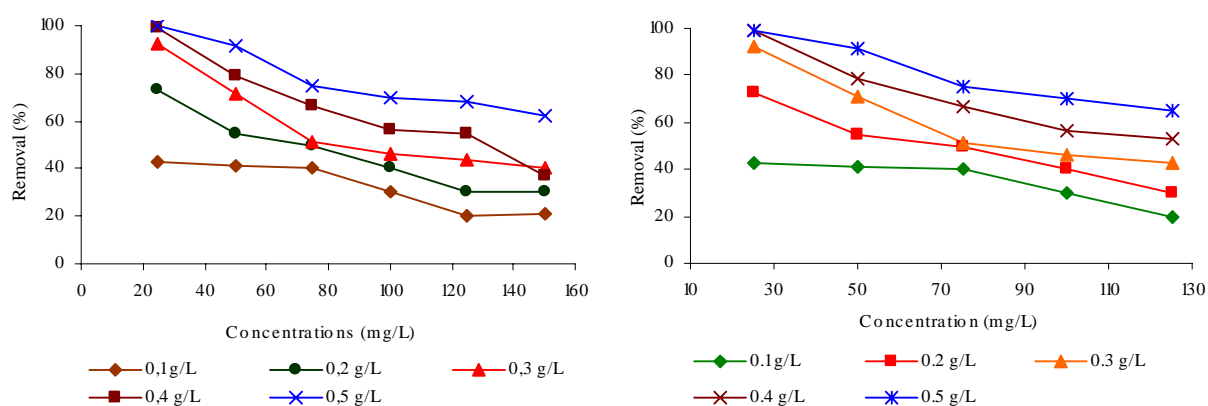 100
80
60
40
20
0
Removal (%)
0 20 40 60 80 100 120 140 160
Concentrations (mg/L)
0,1g/L 0,2 g/L 0,3 g/L
0,4 g/L 0,5 g/L
100
80
60
40
20
0
Removal (%)
10 30 50 70 90 110 130
Concentration (mg/L)
0.1g/L 0.2 g/L 0.3 g/L
0.4 g/L 0.5 g/L